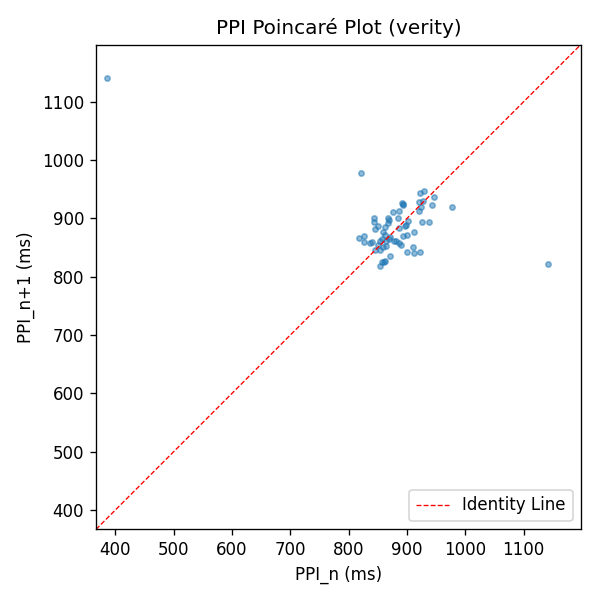 PPI Poincaré Plot (verity)
PPI_n+1 (ms)
1100
1000
900
800
700
600
500
400
Identity Line
400 500 600 700 800 900 1000 1100
PPI_n (ms)